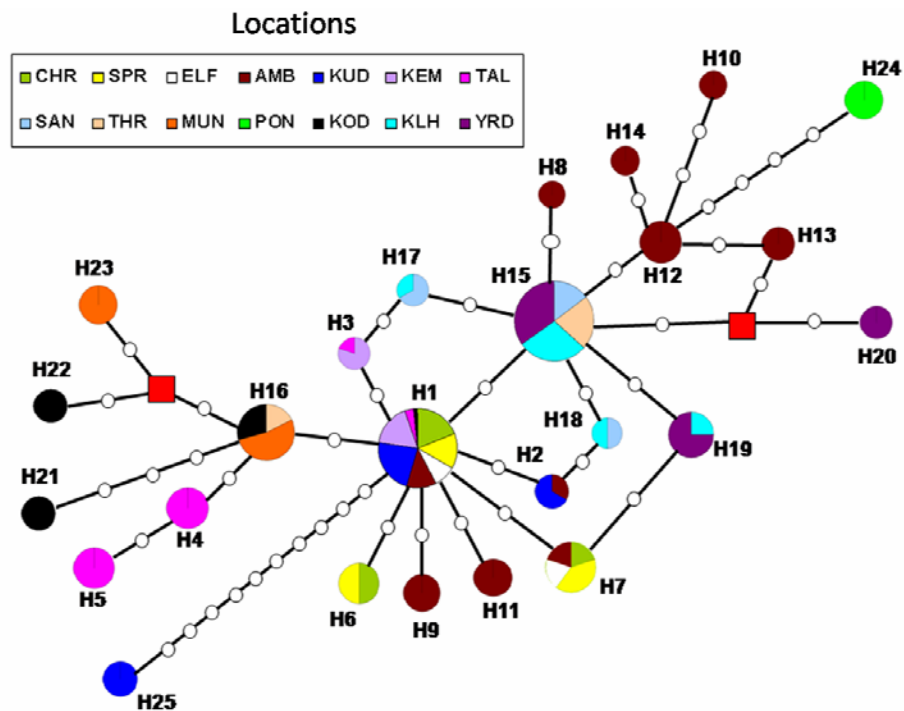 Locations
CHR SPR ELF AMB KUD KEM TAL
SAN THR MUN PON KOD KLH YRD
H10
H24
H14
H8
H13
H12
H17
H15
H23
H3
H20
H22
H16
H1
H18
H19
H2
H21
H4
H5
H7
H6
H9
H11
H25